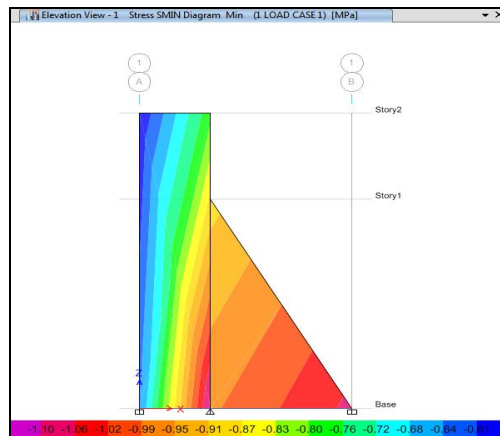 Elevation View - 1 Stress SMIN Diagram Min (1 LOAD CASE 1) [MPa]
1 1
A B
Story2
Story1
Z
X
Base
-1.10 -1.06 -1.02 -0.99 -0.95 -0.91 -0.87 -0.83 -0.80 -0.76 -0.72 -0.68 -0.64 -0.61